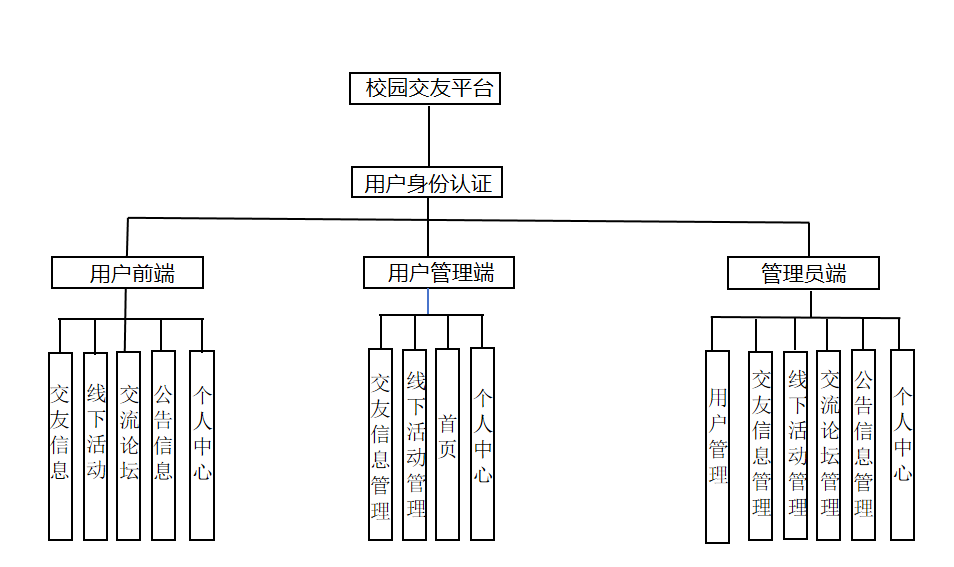 校园交友平台
用户身份认证
用户前端
用户管理端
管理员端
交友信息
线下活动
交流论坛
公告信息
个人中心
交友信息管理
线下活动管理
首页
个人中心
用户管理
交友信息管理
线下活动管理
交流论坛管理
公告信息管理
个人中心